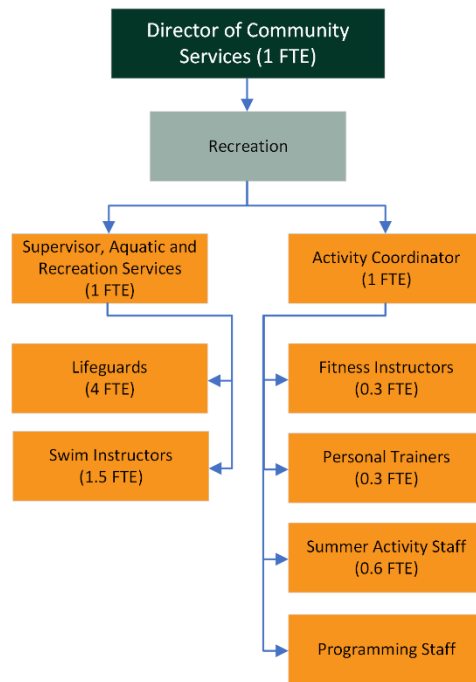 Director of Community
Services (1 FTE)
Recreation
Supervisor, Aquatic and
Recreation Services
(1 FTE)
Activity Coordinator
(1 FTE)
Lifeguards
(4 FTE)
Fitness Instructors
(0.3 FTE)
Swim Instructors
(1.5 FTE)
Personal Trainers
(0.3 FTE)
Summer Activity Staff
(0.6 FTE)
Programming Staff